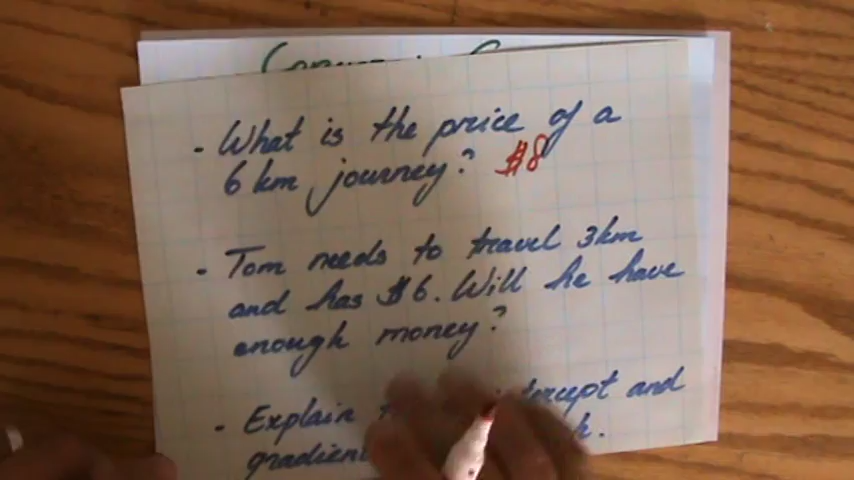 - What is the price of a
6 km journey? $8
- Tom needs to travel 3km
and has $6. Will he have
enough money?
- Explain and